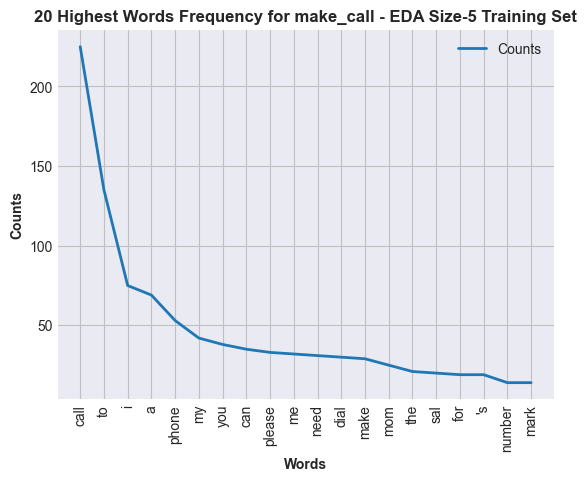 20 Highest Words Frequency for make_call - EDA Size-5 Training Set
Counts
200
150
100
50
Counts
call
to
i
a
phone
my
you
can
please
me
need
dial
make
mom
the
sal
for
's
number
mark
Words